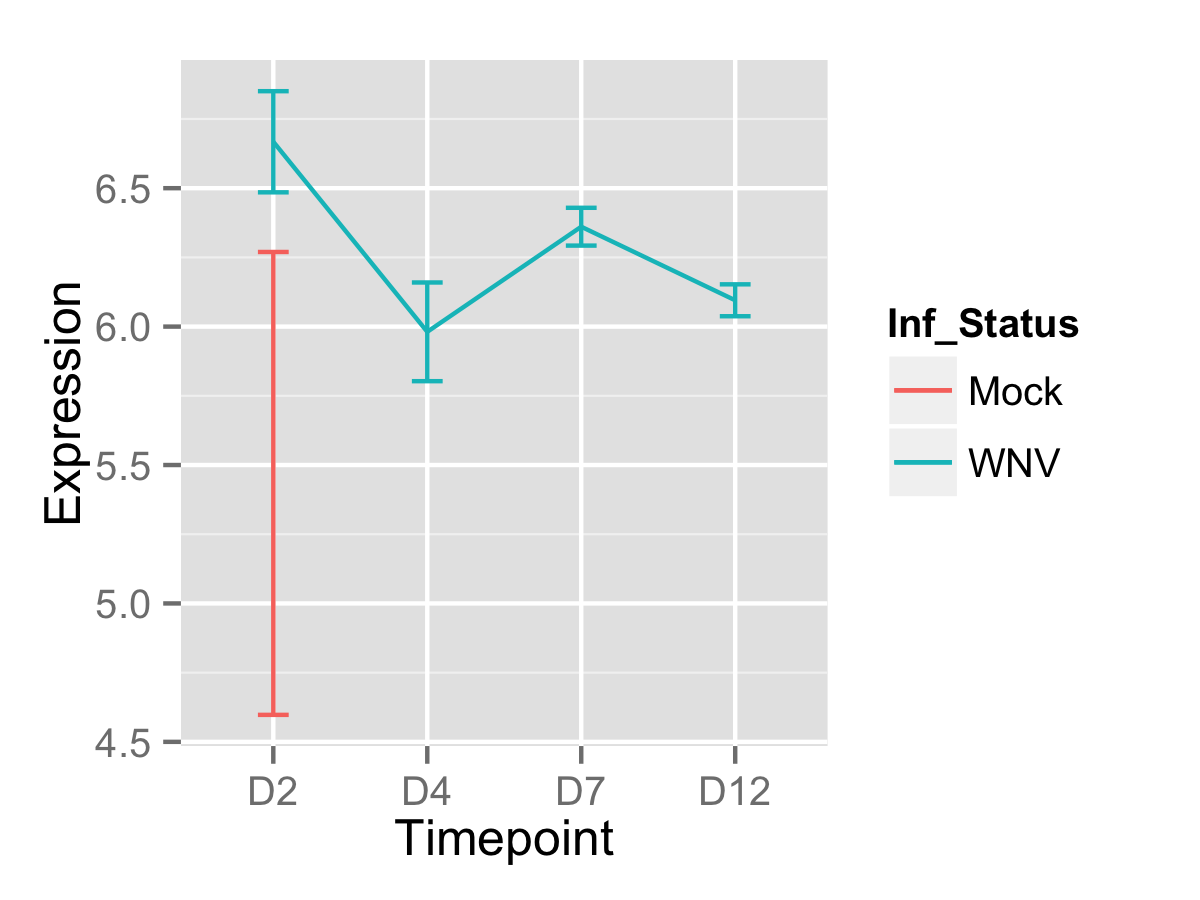 Expression
6.5
6.0
5.5
5.0
4.5
D2 D4 D7 D12
Timepoint
Inf_Status
Mock
WNV